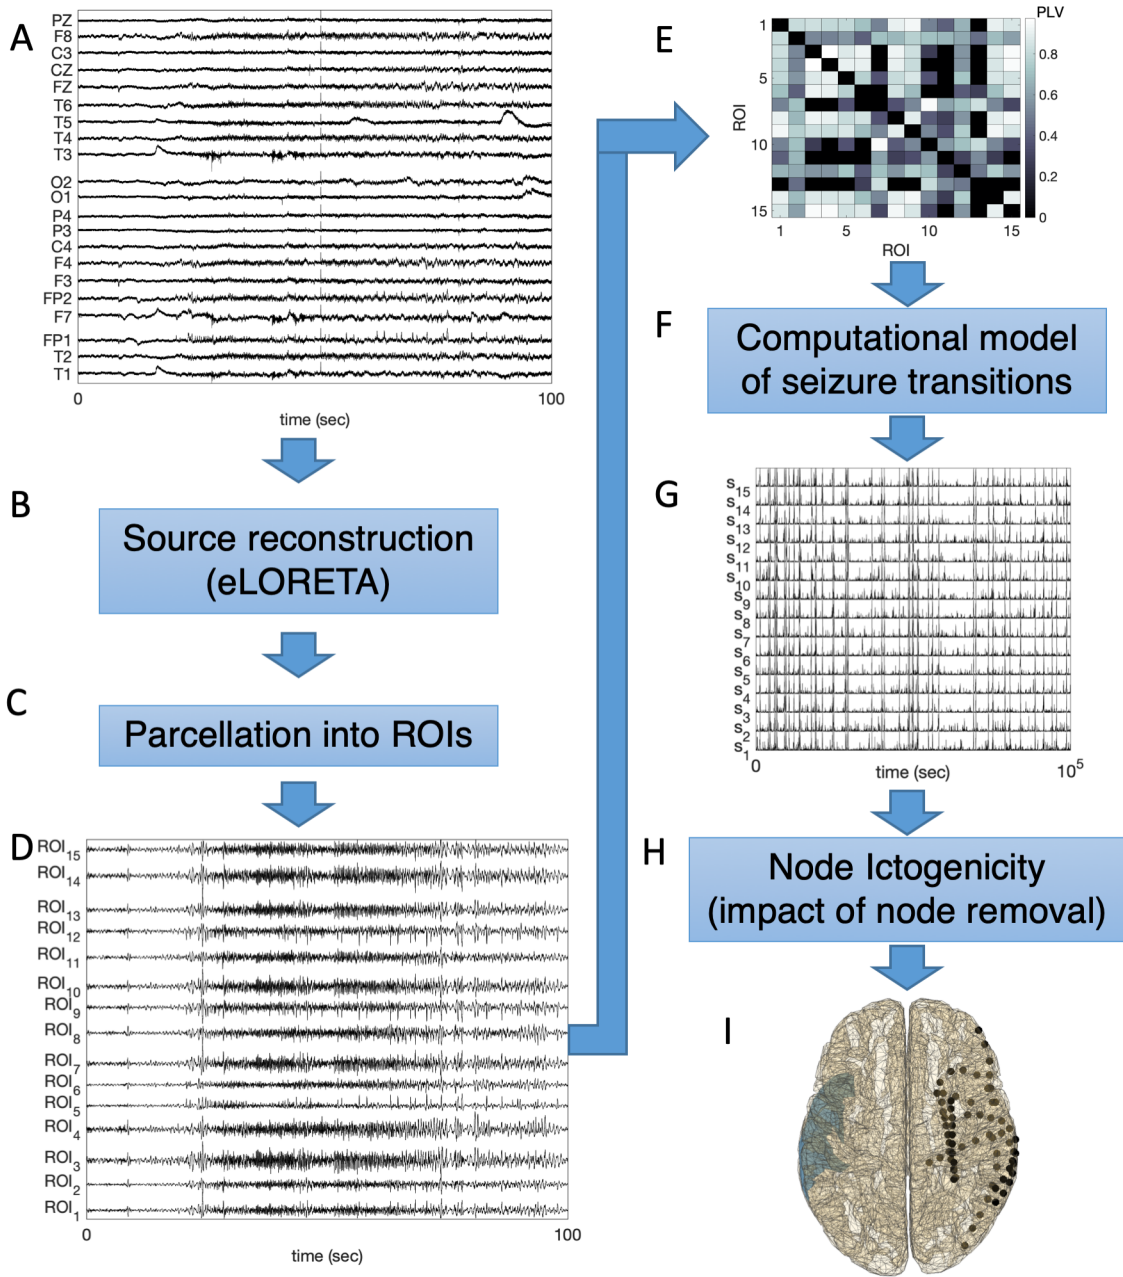 A
PZ
F8
C3
CZ
FZ
T6
T5
T4
T3
O2
O1
P4
P3
C4
F4
F3
FP2
F7
FP1
T2
T1
0 100
time (sec)
B
Source reconstruction
(eLORETA)
C
Parcellation into ROIs
D
ROI15
ROI14
ROI13
ROI12
ROI11
ROI10
ROI9
ROI8
ROI7
ROI6
ROI5
ROI4
ROI3
ROI2
ROI1
0 100
time (sec)
E
PLV
1
5
10
15
ROI
1 5 10 15
ROI
0.8
0.6
0.4
0.2
0
F
Computational model
of seizure transitions
G
S15
S14
S13
S12
S11
S10
S9
S8
S7
S6
S5
S4
S3
S2
S1
0 10^5
time (sec)
H
Node Ictogenicity
(impact of node removal)
I